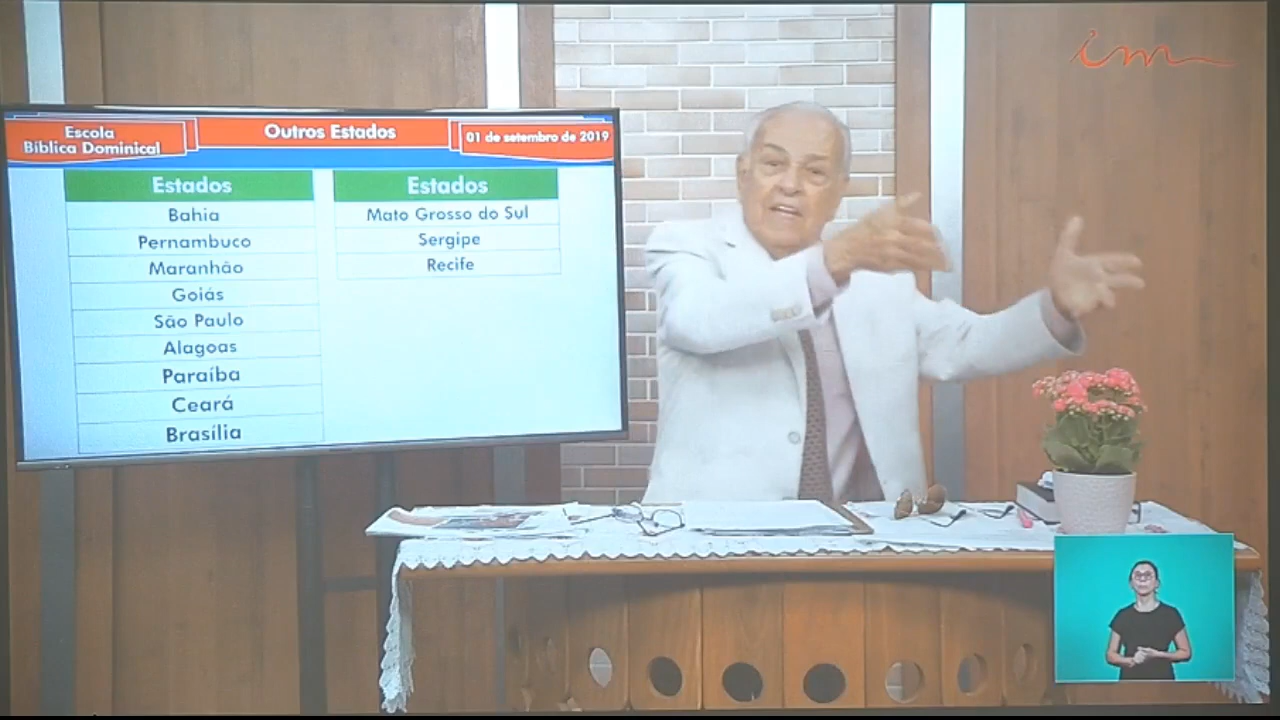 im
Escola
Bíblica Dominical
Outros Estados
01 de setembro de 2019
Estados
Bahia
Pernambuco
Maranhão
Goiás
São Paulo
Alagoas
Paraíba
Ceará
Brasília
Estados
Mato Grosso do Sul
Sergipe
Recife